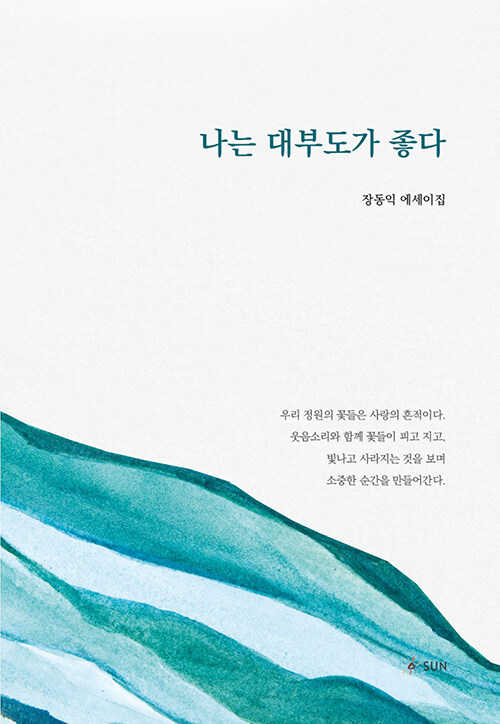 나는 대부도가 좋다
장동익 에세이집
우리 정원의 꽃들은 사랑의 흔적이다.
웃음소리와 함께 꽃들이 피고 지고,
빛나고 사라지는 것을 보며
소중한 순간을 만들어간다.
SUN